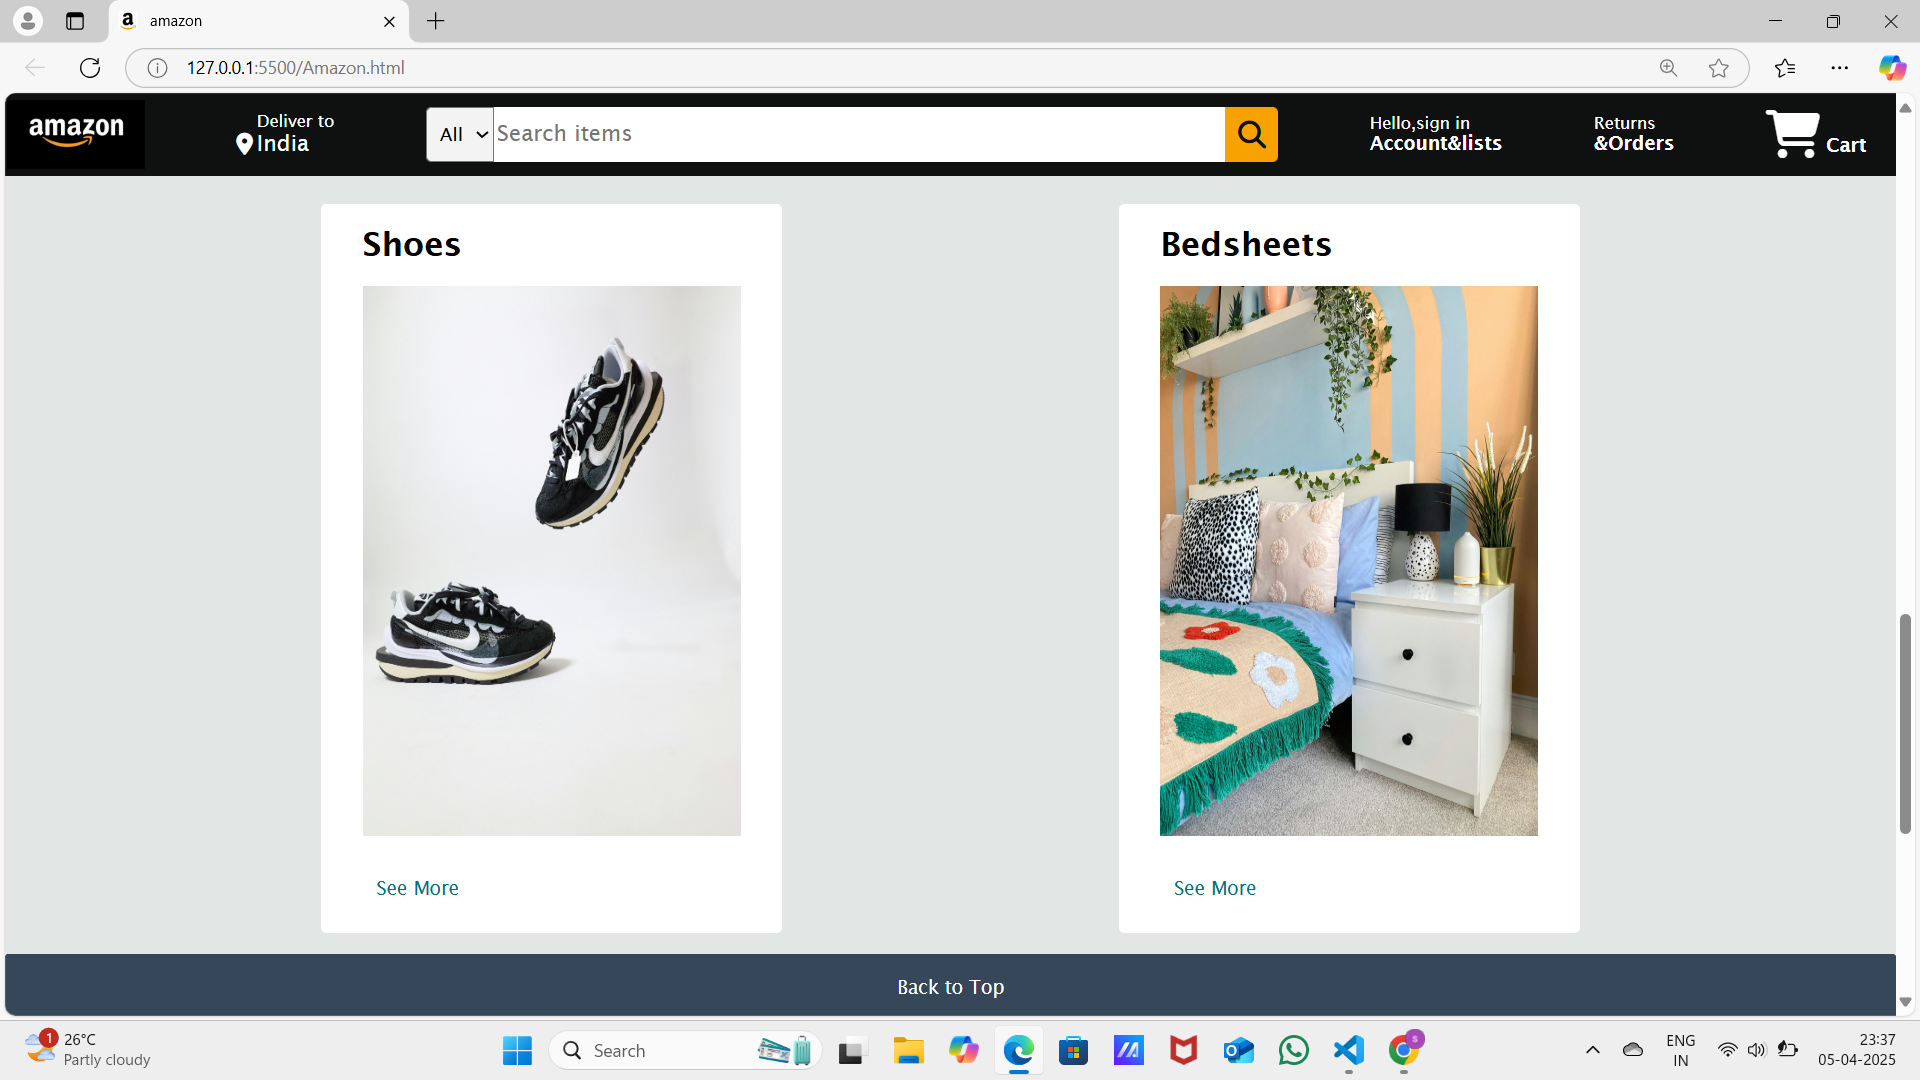 amazon
127.0.0.1:5500/Amazon.html
amazon
Deliver to
India
All
Search items
Hello,sign in
Account&lists
Returns
&Orders
Cart
Shoes
Bedsheets
See More
See More
Back to Top
1
26°C
Partly cloudy
Search
ENG
IN
S
23:37
05-04-2025